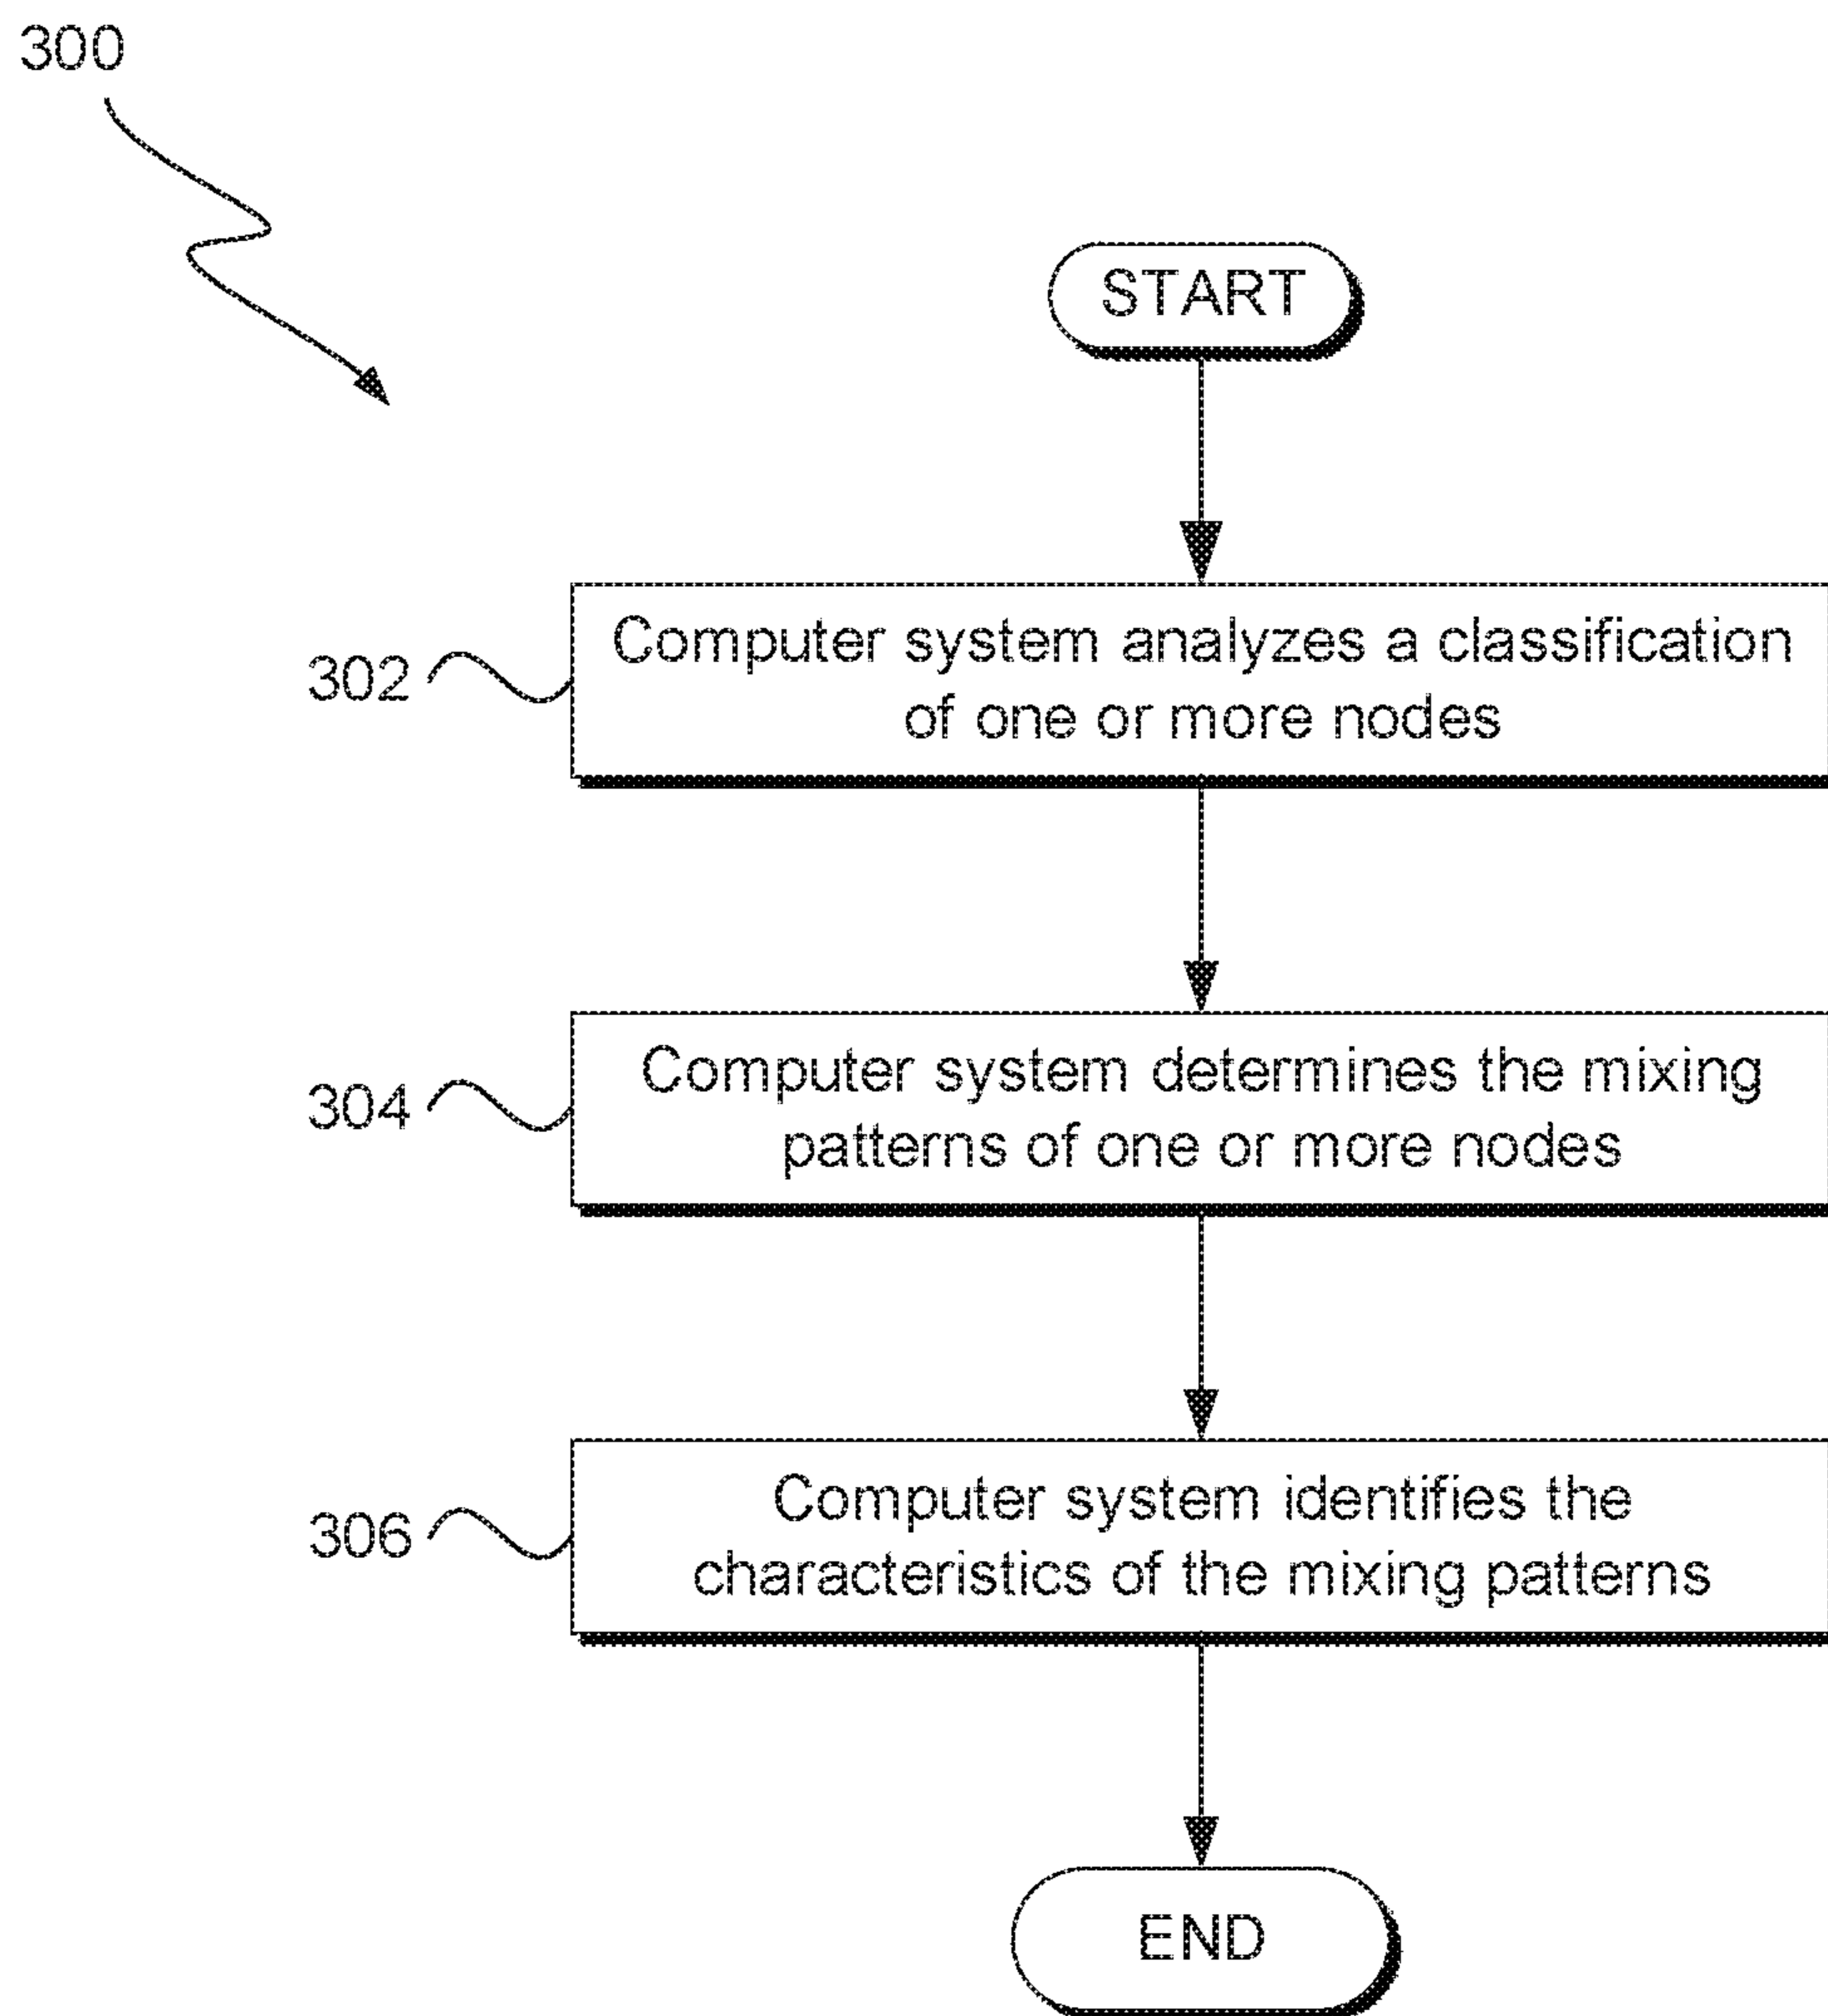 300
START
302
Computer system analyzes a classification
of one or more nodes
304
Computer system determines the mixing
patterns of one or more nodes
306
Computer system identifies the
characteristics of the mixing patterns
END